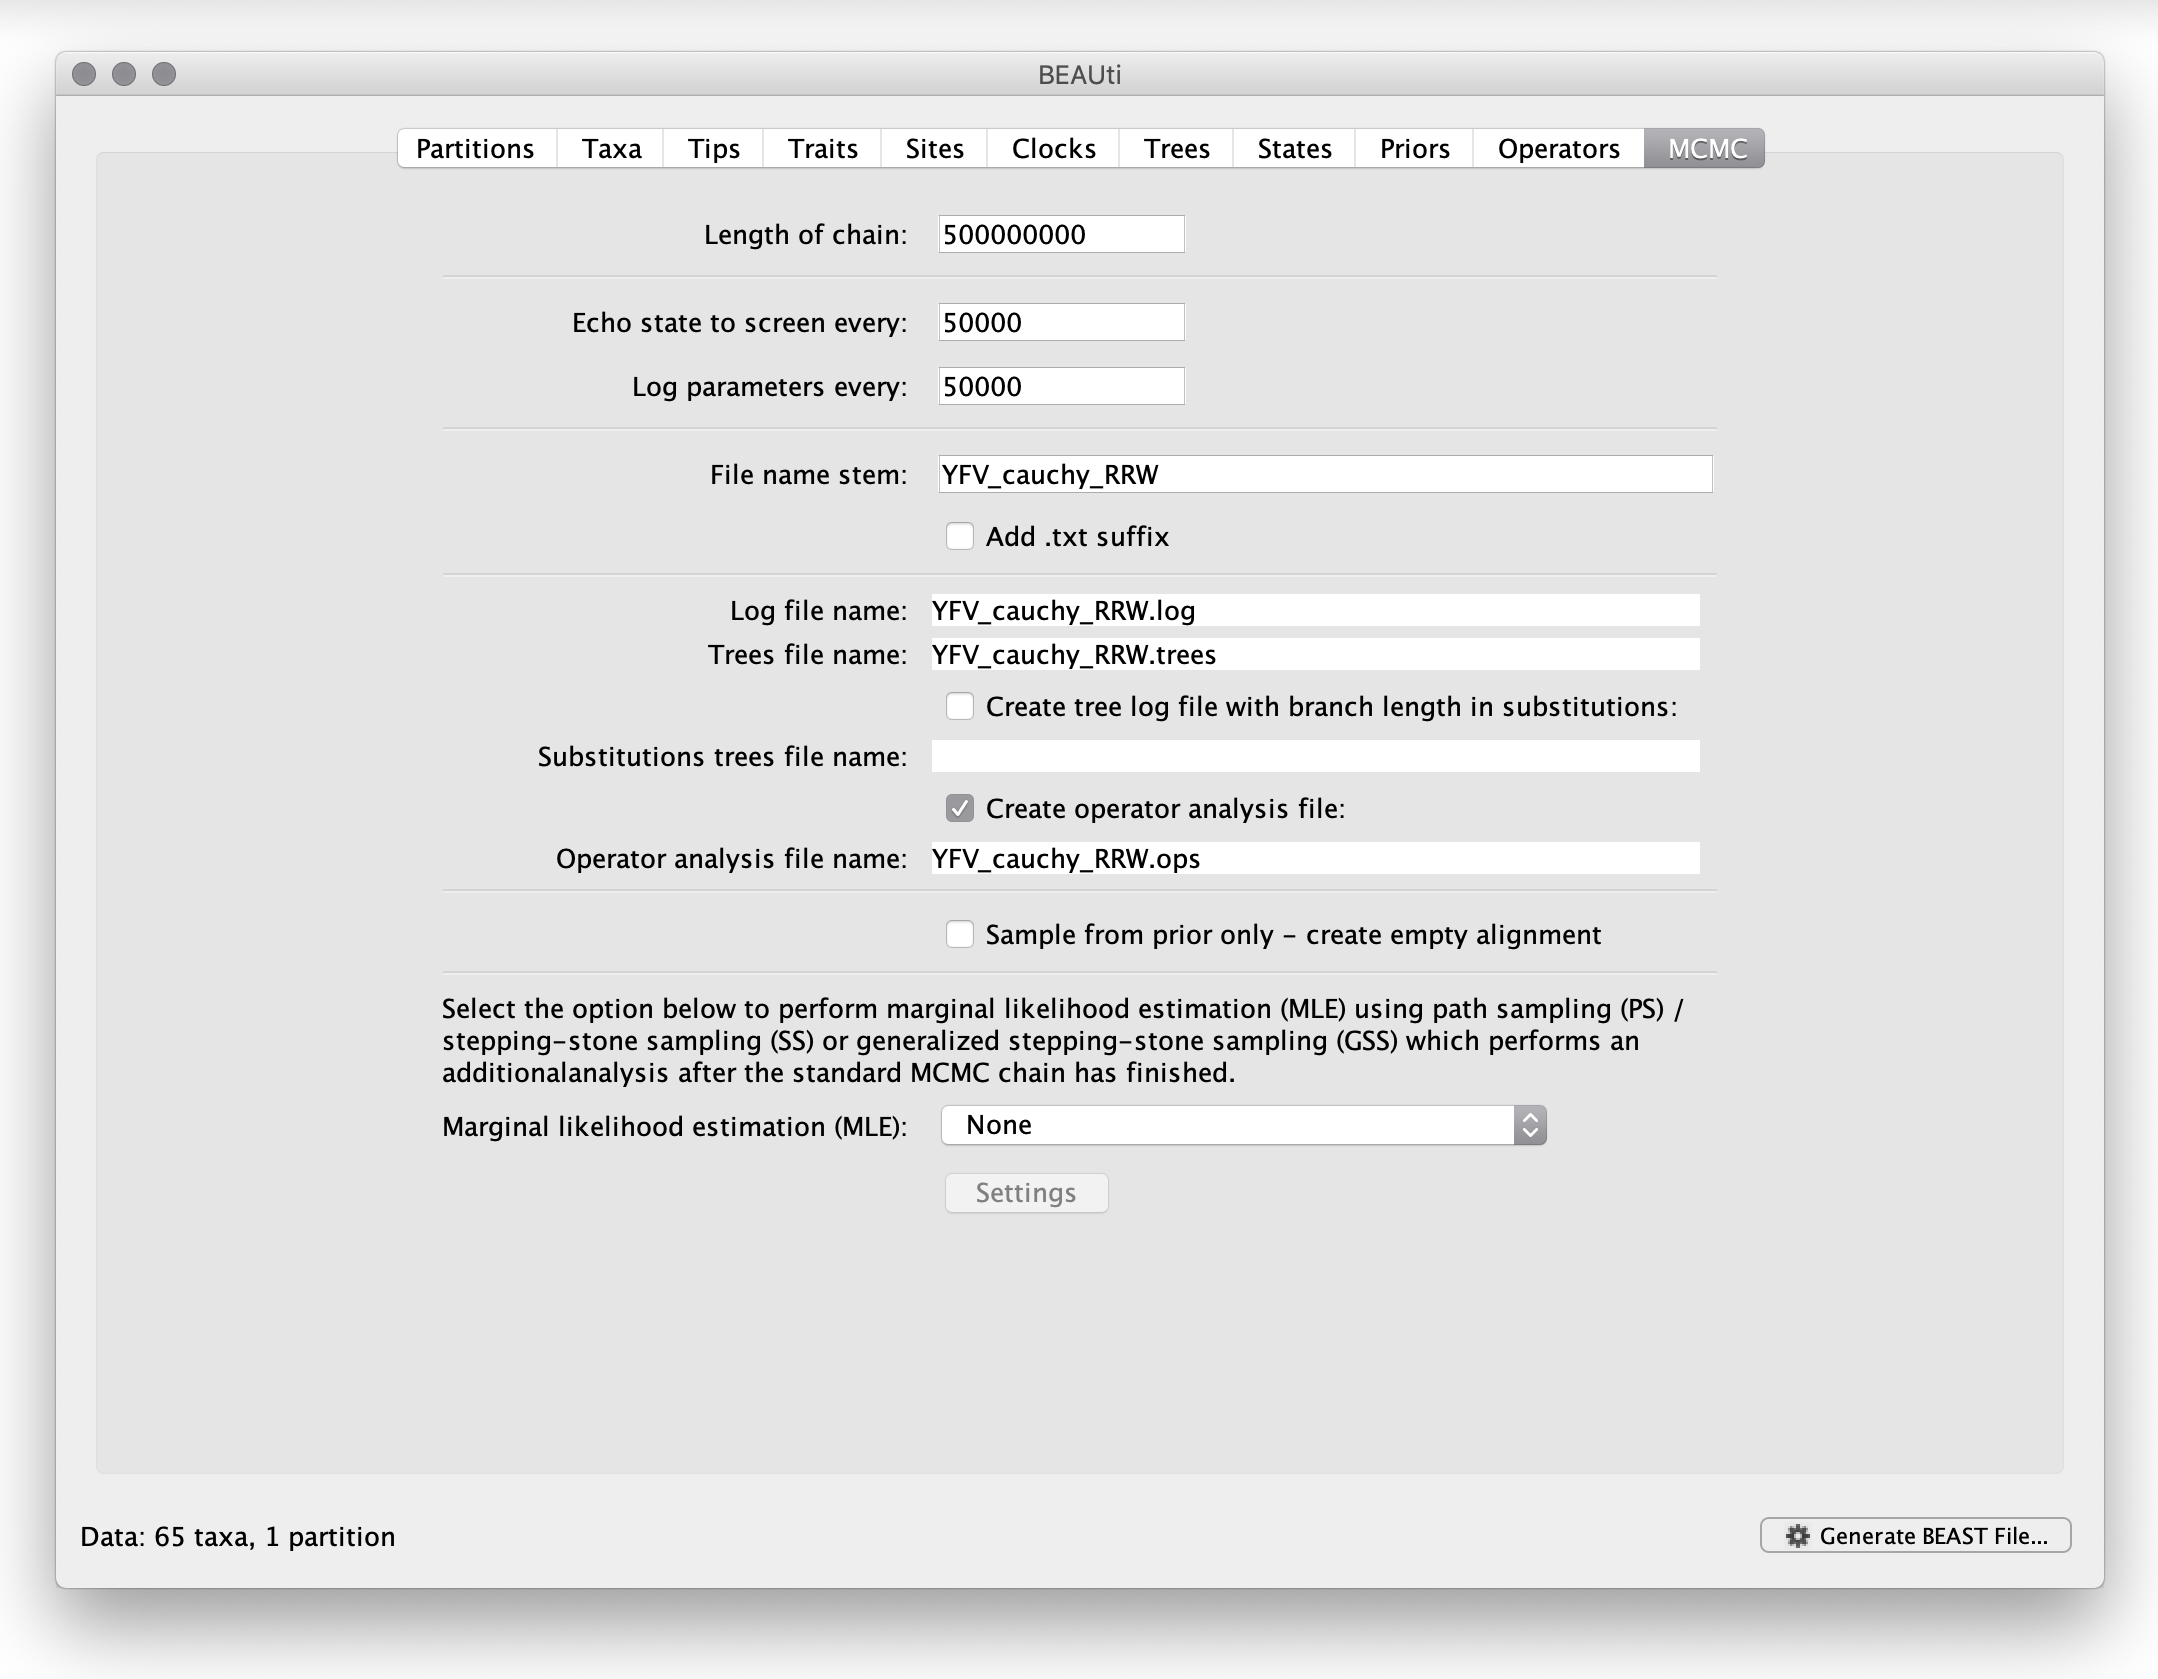 BEAUti
Partitions Taxa Tips Traits Sites Clocks Trees States Priors Operators MCMC
Length of chain: 500000000
Echo state to screen every: 50000
Log parameters every: 50000
File name stem: YFV_cauchy_RRW
Add .txt suffix
Log file name: YFV_cauchy_RRW.log
Trees file name: YFV_cauchy_RRW.trees
Create tree log file with branch length in substitutions:
Substitutions trees file name:
Create operator analysis file:
Operator analysis file name: YFV_cauchy_RRW.ops
Sample from prior only - create empty alignment
Select the option below to perform marginal likelihood estimation (MLE) using path sampling (PS) /
stepping-stone sampling (SS) or generalized stepping-stone sampling (GSS) which performs an
additionalanalysis after the standard MCMC chain has finished.
Marginal likelihood estimation (MLE): None
Settings
Data: 65 taxa, 1 partition
Generate BEAST File...